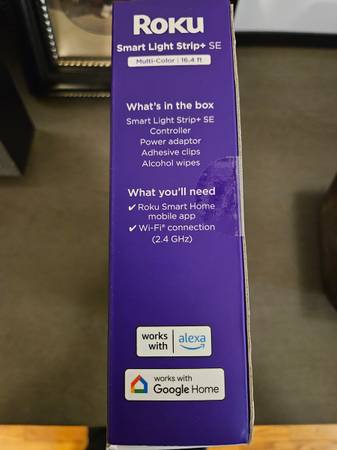 Roku
Smart Light Strip+ SE
Multi-Color | 16.4 ft
What's in the box
Smart Light Strip+ SE
Controller
Power adaptor
Adhesive clips
Alcohol wipes
What you'll need
✔ Roku Smart Home
mobile app
✔ Wi-Fi® connection
(2.4 GHz)
works
with
alexa
works with
Google Home